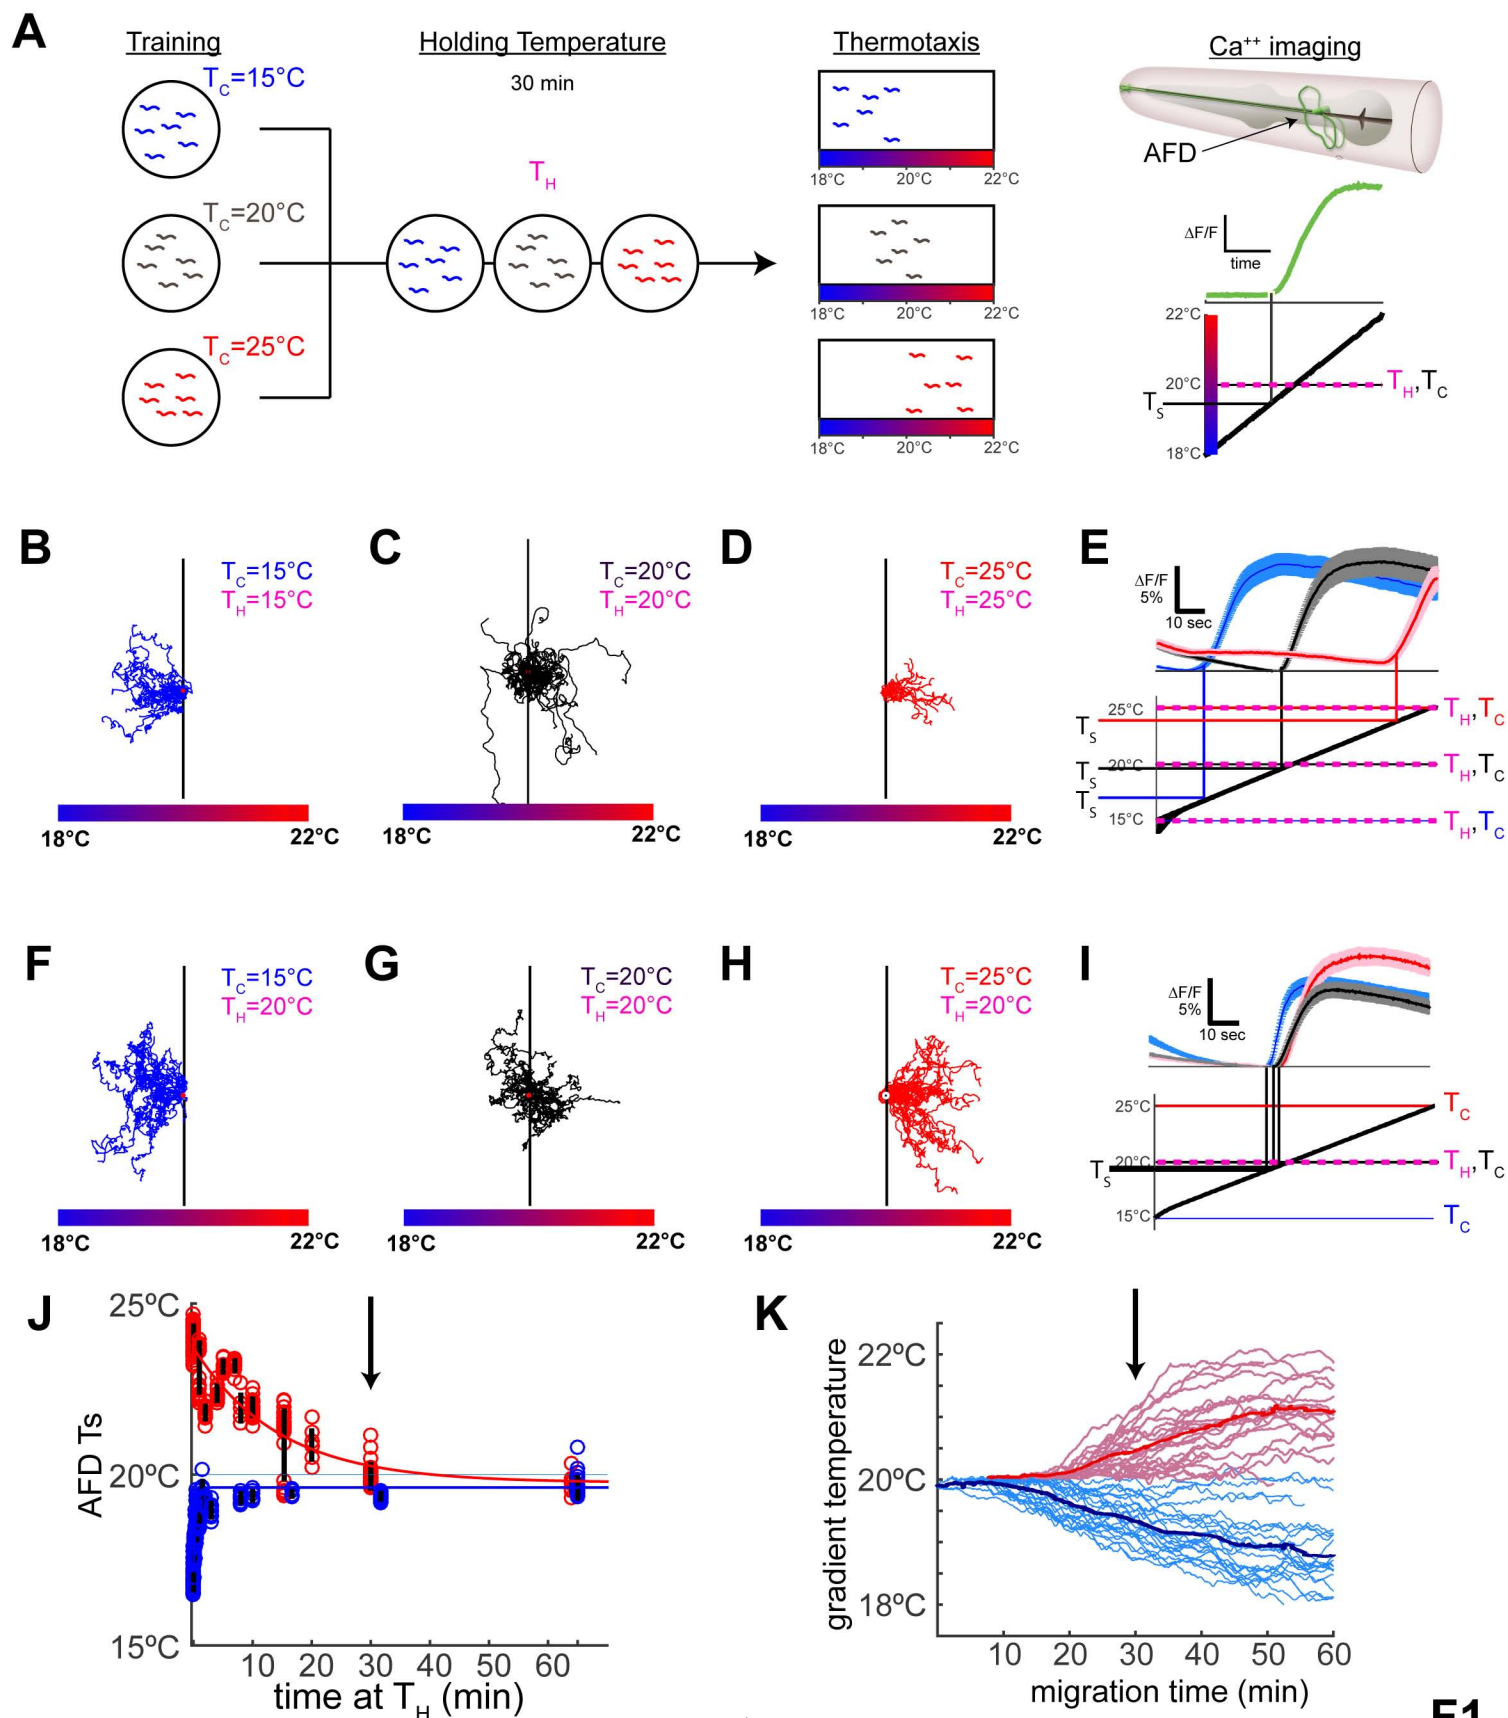 A
Training
Holding Temperature
Thermotaxis
Ca⁺⁺ imaging
30 min
T_C=15°C
T_C=20°C
T_C=25°C
T_H
18°C 20°C 22°C
18°C 20°C 22°C
18°C 20°C 22°C
AFD
ΔF/F
time
22°C
20°C
T_H,T_C
T_S
18°C
B
T_C=15°C
T_H=15°C
18°C 22°C
C
T_C=20°C
T_H=20°C
18°C 22°C
D
T_C=25°C
T_H=25°C
18°C 22°C
E
ΔF/F
5%
10 sec
25°C
T_H,T_C
T_S
20°C
T_H,T_C
T_S
T_S
15°C
T_H,T_C
F
T_C=15°C
T_H=20°C
18°C 22°C
G
T_C=20°C
T_H=20°C
18°C 22°C
H
T_C=25°C
T_H=20°C
18°C 22°C
I
ΔF/F
5%
10 sec
25°C
T_C
20°C
T_H,T_C
T_S
15°C
T_C
J
25ºC
20ºC
15ºC
AFD Ts
10 20 30 40 50 60
time at T_H (min)
K
22ºC
20ºC
18ºC
gradient temperature
10 20 30 40 50 60
migration time (min)